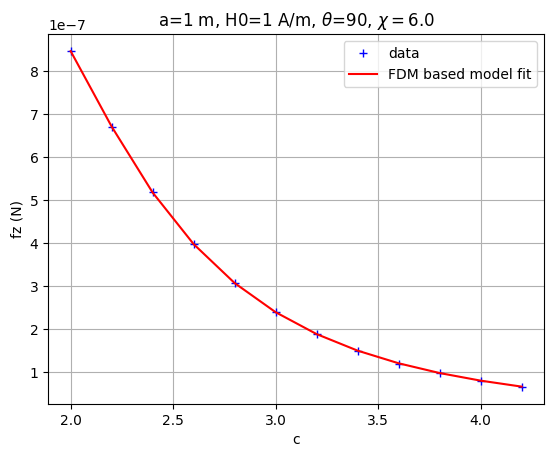 a=1 m, H0=1 A/m, θ=90, χ = 6.0
1e−7
data
FDM based model fit
8
7
6
5
4
3
2
1
fz (N)
2.0 2.5 3.0 3.5 4.0
c